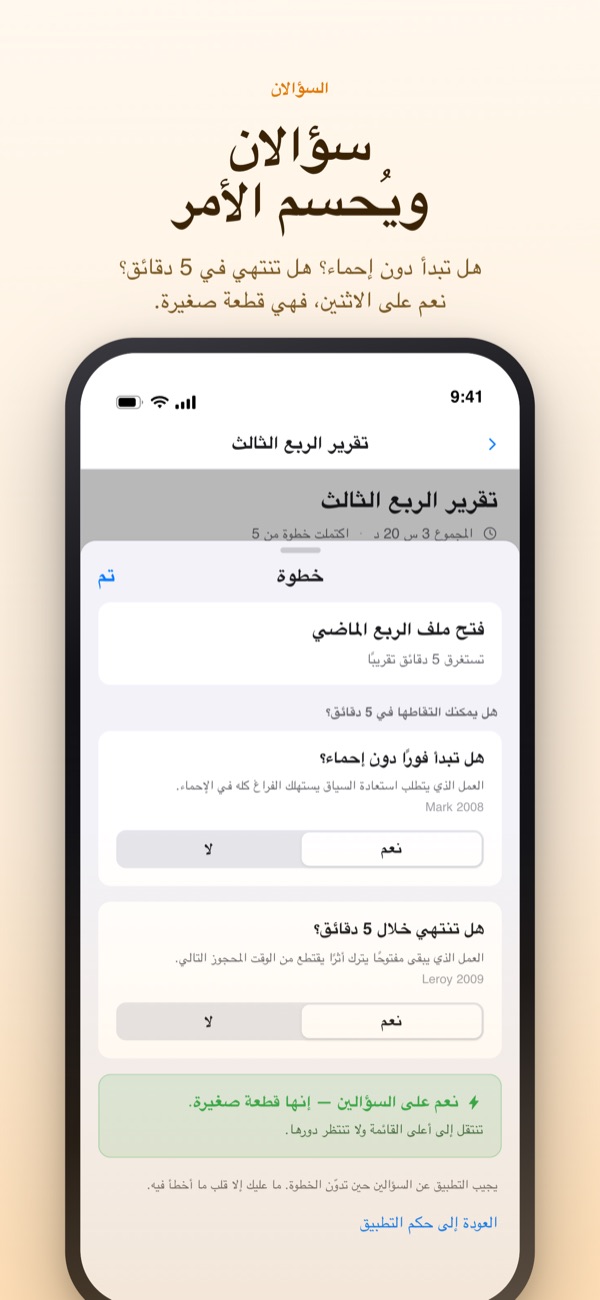 السؤالان
سؤالان
ويُحسم الأمر
هل تبدأ دون إحماء؟ هل تنتهي في 5 دقائق؟
نعم على الاثنين، فهي قطعة صغيرة.
9:41
تقرير الربع الثالث
تقرير الربع الثالث
المجموع 3 س 20 د · اكتملت خطوة من 5
خطوة
تم
فتح ملف الربع الماضي
تستغرق 5 دقائق تقريبًا
هل يمكنك التقاطها في 5 دقائق؟
هل تبدأ فورًا دون إحماء؟
العمل الذي يتطلب استعادة السياق يستهلك الفراغ كله في الإحماء.
Mark 2008
نعم
لا
هل تنتهي خلال 5 دقائق؟
العمل الذي يبقى مفتوحًا يترك أثرًا يقتطع من الوقت المحجوز التالي.
Leroy 2009
نعم
لا
نعم على السؤالين — إنها قطعة صغيرة.
تنتقل إلى أعلى القائمة ولا تنتظر دورها.
يجيب التطبيق عن السؤالين حين تدوّن الخطوة. ما عليك إلا قلب ما أخطأ فيه.
العودة إلى حكم التطبيق